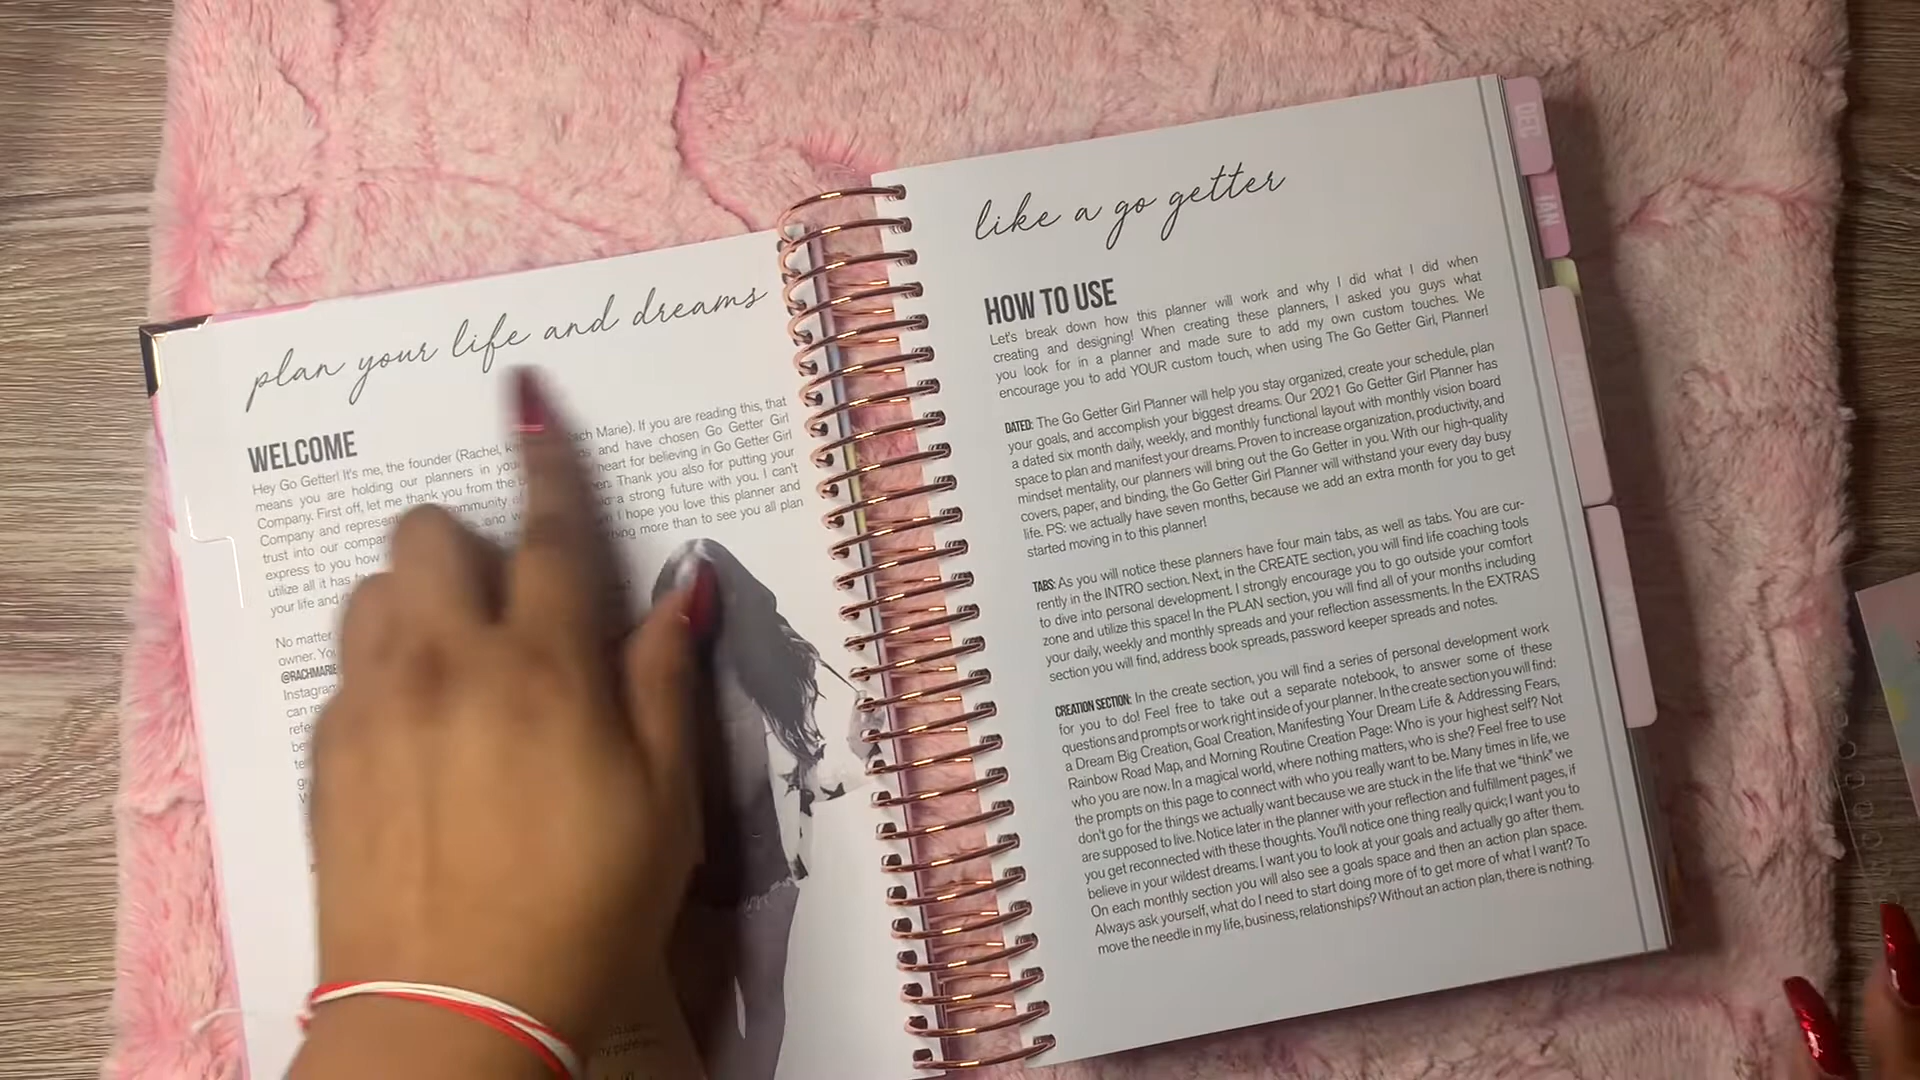 plan your life and dreams
WELCOME
Hey Go Getter! It's me, the founder (Rachel, ach Marie). If you are reading this, that
means you are holding our planners in your and have chosen Go Getter Girl
Company. First off, let me thank you from the heart for believing in Go Getter Girl
Company and Thank you also for putting your
trust into our a strong future with you. I can't
express to you how I hope you love this planner and
utilize all it has more than to see you all plan
your life and
No matter
owner. You
@RACHMARIE
Instagram
can
like a go getter
HOW TO USE
Let's break down how this planner will work and why I did what I did when
creating and designing! When creating these planners, I asked you guys what
you look for in a planner and made sure to add my own custom touches. We
encourage you to add YOUR custom touch, when using The Go Getter Girl, Planner!
DATED: The Go Getter Girl Planner will help you stay organized, create your schedule, plan
your goals, and accomplish your biggest dreams. Our 2021 Go Getter Girl Planner has
a dated six month daily, weekly, and monthly functional layout with monthly vision board
space to plan and manifest your dreams. Proven to increase organization, productivity, and
mindset mentality, our planners will bring out the Go Getter in you. With our high-quality
covers, paper, and binding, the Go Getter Girl Planner will withstand your every day busy
life. PS: we actually have seven months, because we add an extra month for you to get
started moving in to this planner!
TABS: As you will notice these planners have four main tabs, as well as tabs. You are cur-
rently in the INTRO section. Next, in the CREATE section, you will find life coaching tools
to dive into personal development. I strongly encourage you to go outside your comfort
zone and utilize this space! In the PLAN section, you will find all of your months including
your daily, weekly and monthly spreads and your reflection assessments. In the EXTRAS
section you will find, address book spreads, password keeper spreads and notes.
CREATION SECTION: In the create section, you will find a series of personal development work
for you to do! Feel free to take out a separate notebook, to answer some of these
questions and prompts or work right inside of your planner. In the create section you will find:
a Dream Big Creation, Goal Creation, Manifesting Your Dream Life & Addressing Fears,
Rainbow Road Map, and Morning Routine Creation Page: Who is your highest self? Not
who you are now. In a magical world, where nothing matters, who is she? Feel free to use
the prompts on this page to connect with who you really want to be. Many times in life, we
don't go for the things we actually want because we are stuck in the life that we "think" we
are supposed to live. Notice later in the planner with your reflection and fulfillment pages, if
you get reconnected with these thoughts. You'll notice one thing really quick; I want you to
believe in your wildest dreams. I want you to look at your goals and actually go after them.
On each monthly section you will also see a goals space and then an action plan space.
Always ask yourself, what do I need to start doing more of to get more of what I want? To
move the needle in my life, business, relationships? Without an action plan, there is nothing.
DEC
JAN